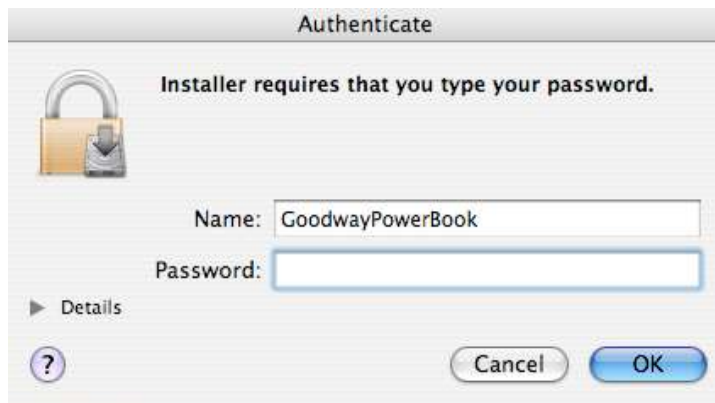 Authenticate
Installer requires that you type your password.
Name: GoodwayPowerBook
Password:
Details
? Cancel OK